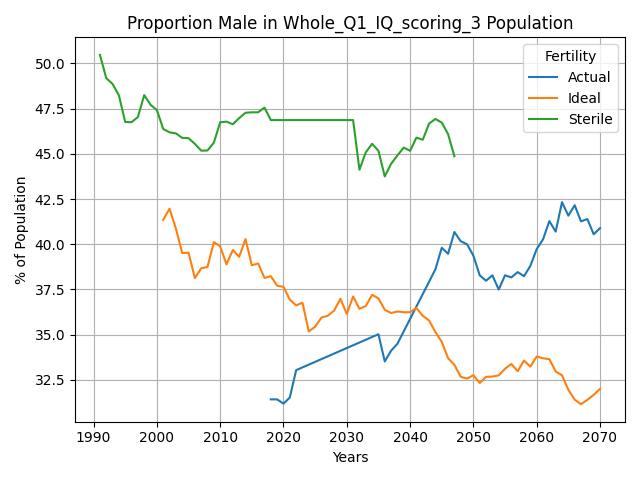 Proportion Male in Whole_Q1_IQ_scoring_3 Population
% of Population
50.0
47.5
45.0
42.5
40.0
37.5
35.0
32.5
Fertility
Actual
Ideal
Sterile
1990 2000 2010 2020 2030 2040 2050 2060 2070
Years